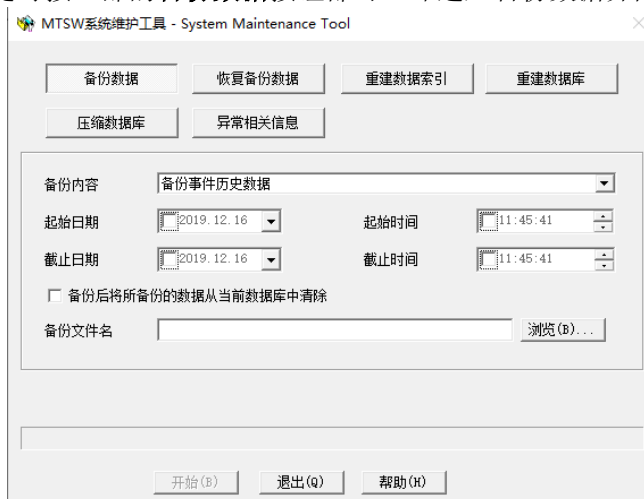 MTSW系统维护工具 - System Maintenance Tool
备份数据 恢复备份数据 重建数据索引 重建数据库
压缩数据库 异常相关信息
备份内容 备份事件历史数据
起始日期 2019.12.16 起始时间 11:45:41
截止日期 2019.12.16 截止时间 11:45:41
备份后将所备份的数据从当前数据库中清除
备份文件名 浏览(B)...
开始(B) 退出(Q) 帮助(H)